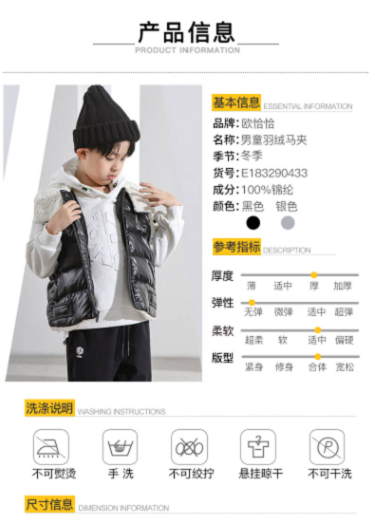 产品信息
PRODUCT INFORMATION
基本信息 ESSENTIAL INFORMATION
品牌：欧恰恰
名称：男童羽绒马夹
季节：冬季
货号：E183290433
成分：100%锦纶
颜色：黑色 银色
参考指标 DESCRIPTION
厚度
薄 适中 厚 加厚
弹性
无弹 微弹 适中 超弹
柔软
超柔 软 适中 偏硬
版型
紧身 修身 合体 宽松
洗涤说明 WASHING INSTRUCTIONS
不可熨烫 手 洗 不可绞拧 悬挂晾干 不可干洗
尺寸信息 DIMENSION INFORMATION